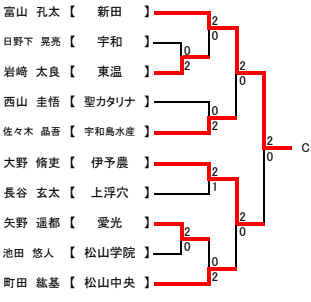 富山 孔太 【 新田 】
2
0
日野下 晃亮 【 宇和 】
0
2
岩﨑 太良 【 東温 】
2
0
西山 圭悟 【 聖カタリナ 】
0
2
佐々木 晶吾 【 宇和島水産 】
2
0
C
大野 脩吏 【 伊予農 】
2
1
長谷 玄太 【 上浮穴 】
2
0
矢野 遥都 【 愛光 】
2
0
池田 悠人 【 松山学院 】
0
2
町田 紘基 【 松山中央 】